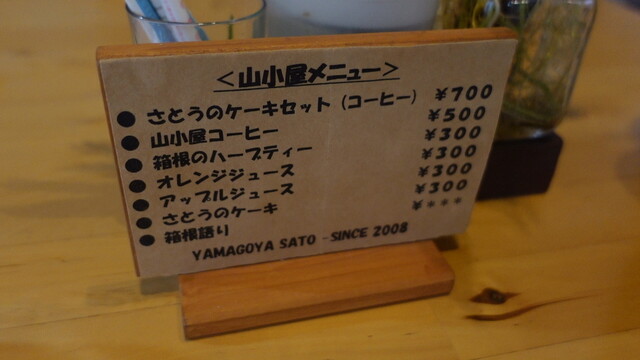 ＜山小屋メニュー＞
● さとうのケーキセット（コーヒー） ￥700
● 山小屋コーヒー ￥500
● 箱根のハーブティー ￥300
● オレンジジュース ￥300
● アップルジュース ￥300
● さとうのケーキ ￥300
● 箱根語り ￥＊＊＊
YAMAGOYA SATO -SINCE 2008